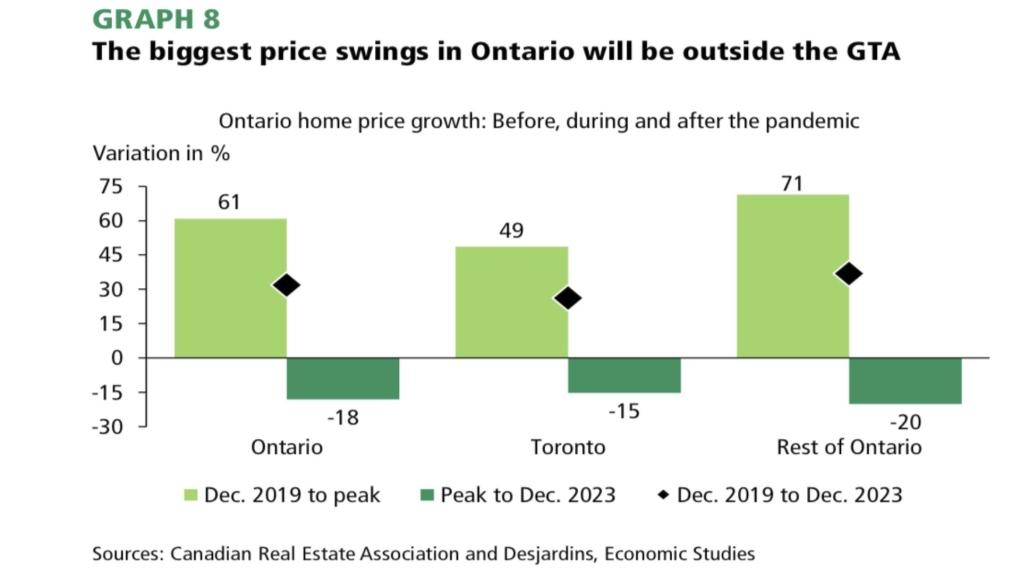 GRAPH 8
The biggest price swings in Ontario will be outside the GTA
Ontario home price growth: Before, during and after the pandemic
Variation in %
75
60
45
30
15
0
-15
-30
61
49
71
-18
-15
-20
Ontario
Toronto
Rest of Ontario
Dec. 2019 to peak
Peak to Dec. 2023
Dec. 2019 to Dec. 2023
Sources: Canadian Real Estate Association and Desjardins, Economic Studies